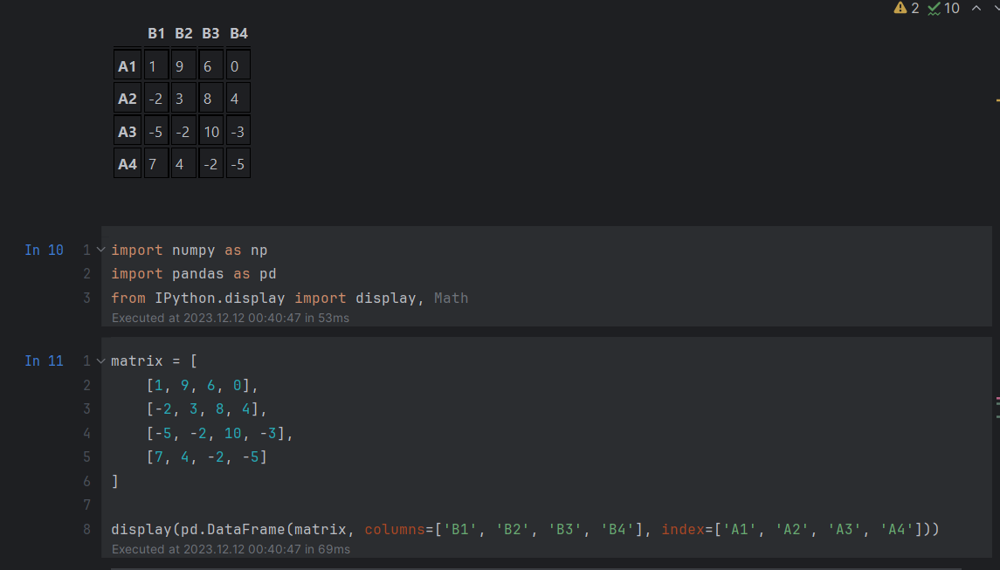 2 10
B1 B2 B3 B4
A1 1 9 6 0
A2 -2 3 8 4
A3 -5 -2 10 -3
A4 7 4 -2 -5
In 10 1 import numpy as np
2 import pandas as pd
3 from IPython.display import display, Math
Executed at 2023.12.12 00:40:47 in 53ms
In 11 1 matrix = [
2 [1, 9, 6, 0],
3 [-2, 3, 8, 4],
4 [-5, -2, 10, -3],
5 [7, 4, -2, -5]
6 ]
7
8 display(pd.DataFrame(matrix, columns=['B1', 'B2', 'B3', 'B4'], index=['A1', 'A2', 'A3', 'A4']))
Executed at 2023.12.12 00:40:47 in 69ms